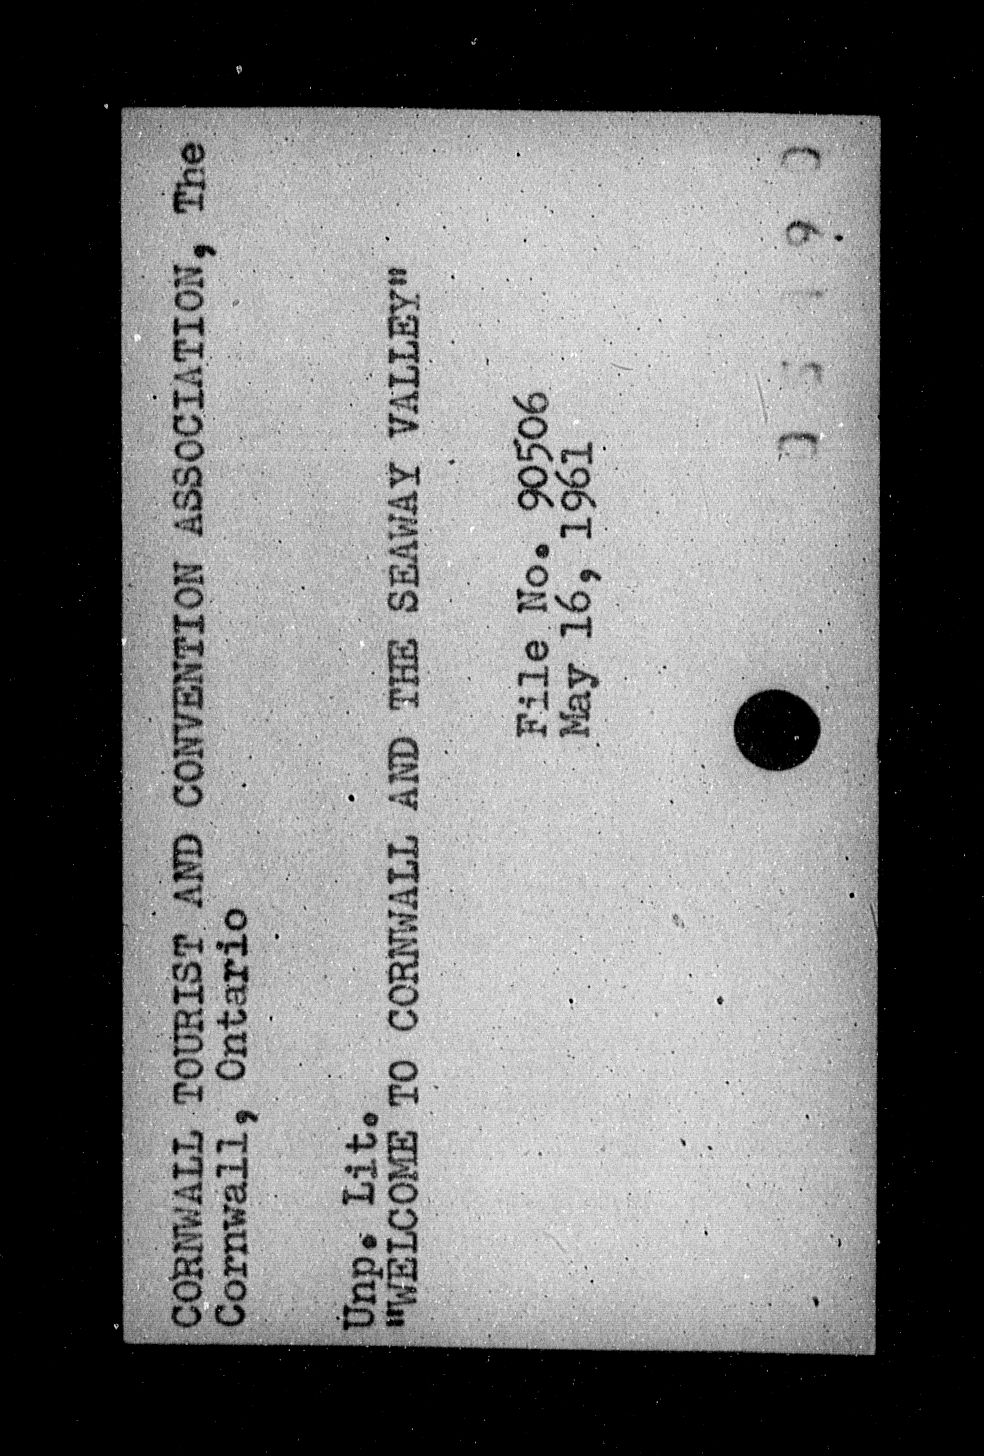 CORNWALL TOURIST AND CONVENTION ASSOCIATION, The
Cornwall, Ontario
Unp. Lit.
"WELCOME TO CORNWALL AND THE SEAWAY VALLEY"
File No. 90506
May 16, 1961